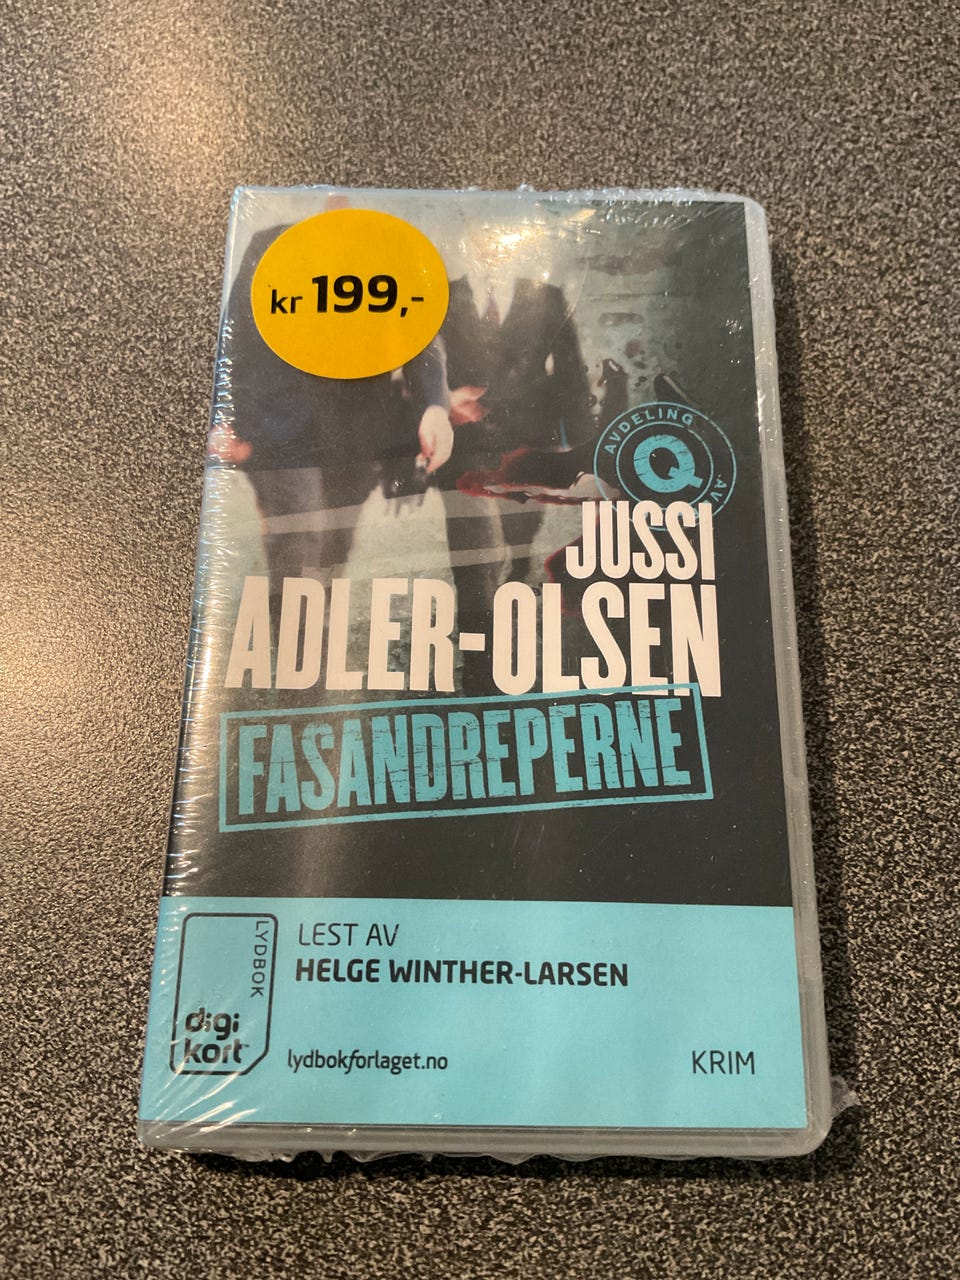 kr 199,-
AVDELING
Q
AV
JUSSI
ADLER-OLSEN
FASANDREPERNE
LYDBOK
digi
kort
LEST AV
HELGE WINTHER-LARSEN
lydbokforlaget.no
KRIM